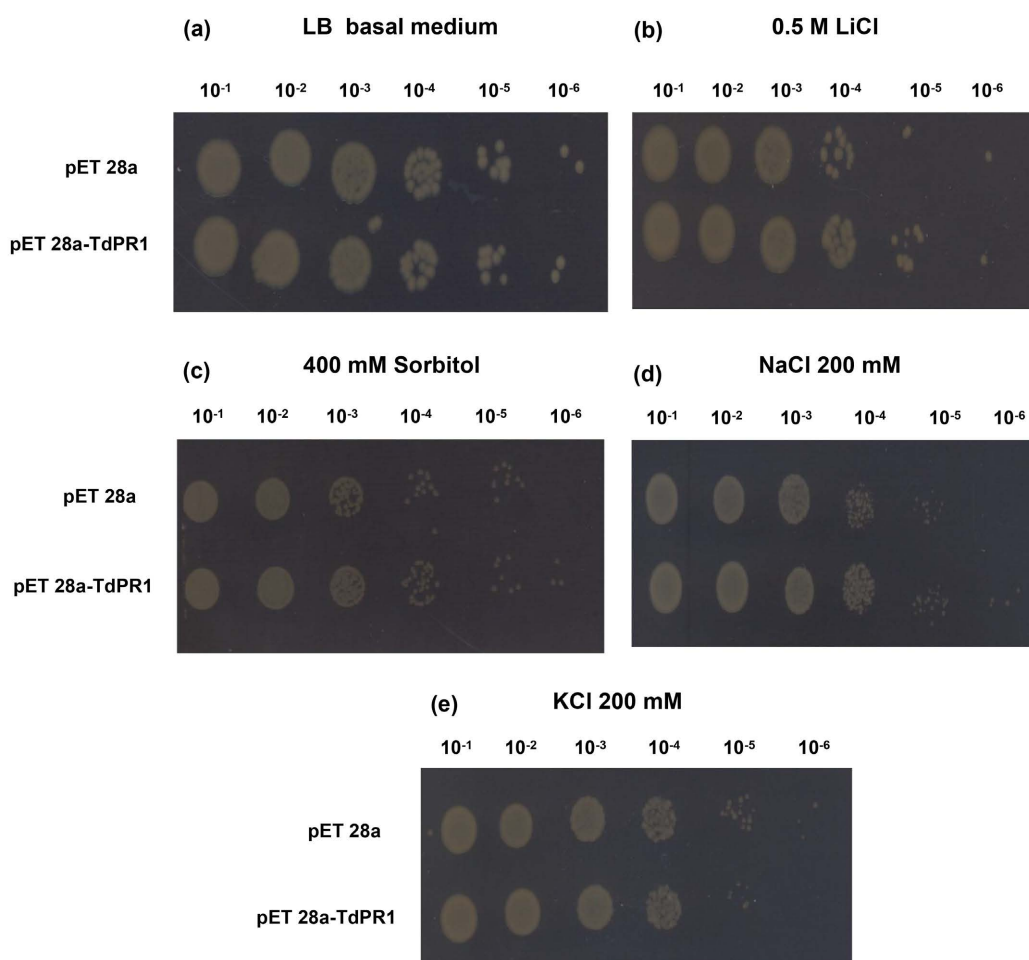 (a) LB basal medium
10⁻¹ 10⁻² 10⁻³ 10⁻⁴ 10⁻⁵ 10⁻⁶
pET 28a
pET 28a-TdPR1
(b) 0.5 M LiCl
10⁻¹ 10⁻² 10⁻³ 10⁻⁴ 10⁻⁵ 10⁻⁶
(c) 400 mM Sorbitol
10⁻¹ 10⁻² 10⁻³ 10⁻⁴ 10⁻⁵ 10⁻⁶
pET 28a
pET 28a-TdPR1
(d) NaCl 200 mM
10⁻¹ 10⁻² 10⁻³ 10⁻⁴ 10⁻⁵ 10⁻⁶
(e) KCl 200 mM
10⁻¹ 10⁻² 10⁻³ 10⁻⁴ 10⁻⁵ 10⁻⁶
pET 28a
pET 28a-TdPR1